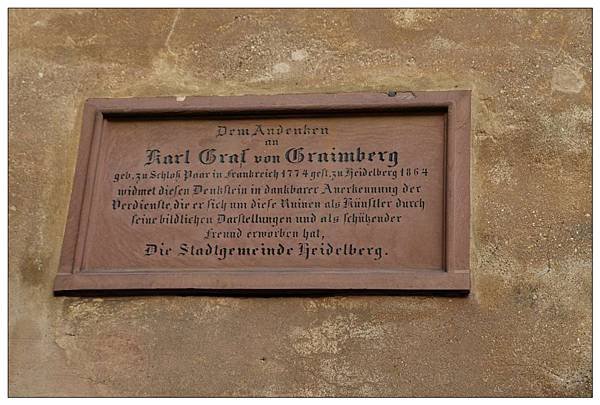 Dem Andenken
an
Karl Graf von Graimberg
geb. zu Schloß Paar in Frankreich 1774 gest. zu Heidelberg 1864
widmet diesen Denkstein in dankbarer Anerkennung der
Verdienste, die er sich um diese Ruinen als Künstler durch
seine bildlichen Darstellungen und als schützender
Freund erworben hat,
Die Stadtgemeinde Heidelberg.